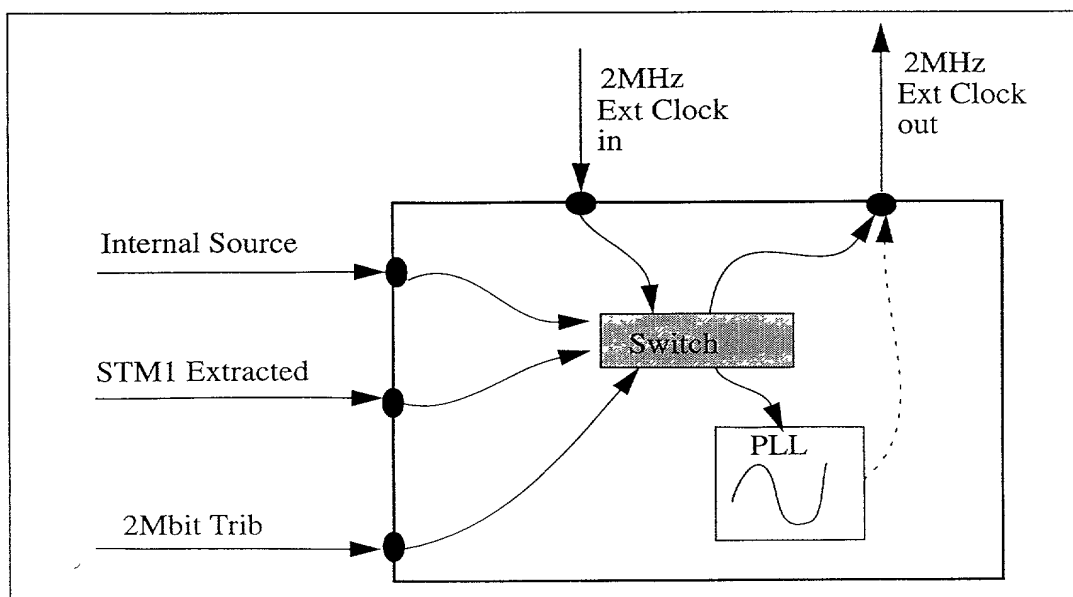 2MHz
Ext Clock
in
2MHz
Ext Clock
out
Internal Source
STM1 Extracted
2Mbit Trib
Switch
PLL